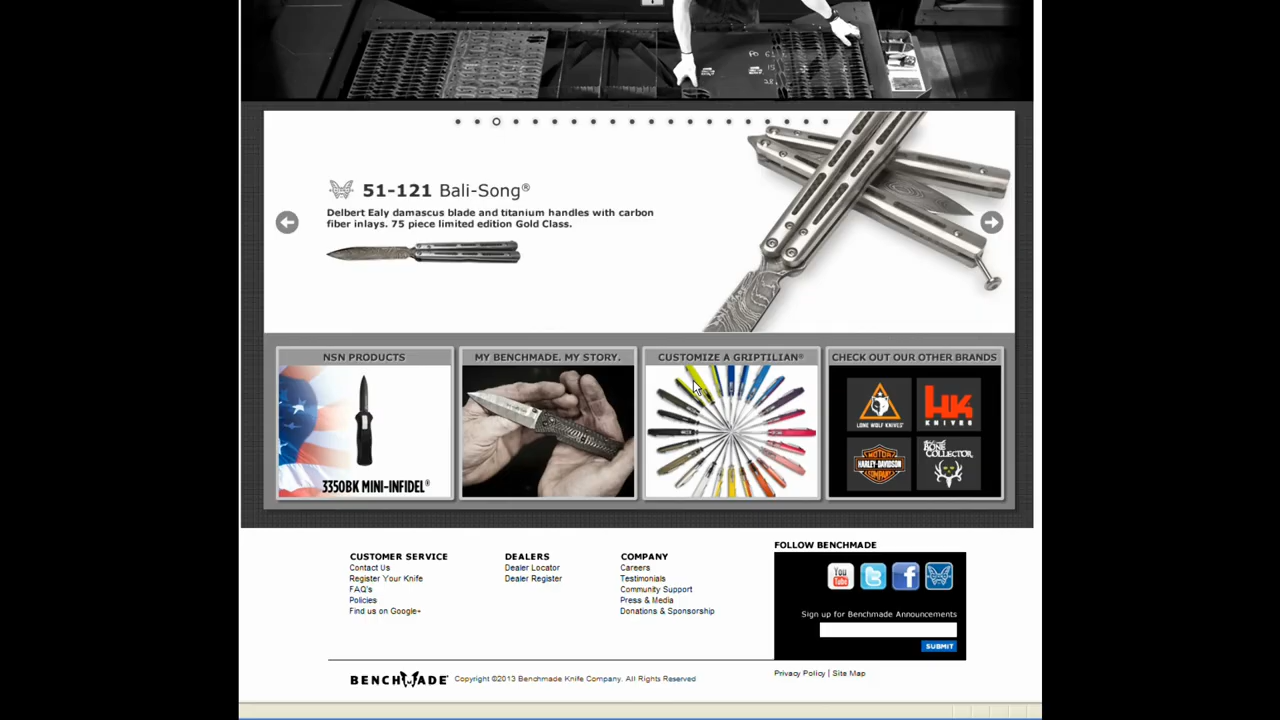 51-121 Bali-Song®
Delbert Ealy damascus blade and titanium handles with carbon
fiber inlays. 75 piece limited edition Gold Class.
NSN PRODUCTS
MY BENCHMADE. MY STORY.
CUSTOMIZE A GRIPTILIAN®
CHECK OUT OUR OTHER BRANDS
3350BK MINI-INFIDEL®
LONE WOLF KNIVES
HK
KNIVES
MOTOR
HARLEY-DAVIDSON
COMPANY
BONE
COLLECTOR
CUSTOMER SERVICE
Contact Us
Register Your Knife
FAQ's
Policies
Find us on Google+
DEALERS
Dealer Locator
Dealer Register
COMPANY
Careers
Testimonials
Community Support
Press & Media
Donations & Sponsorship
FOLLOW BENCHMADE
You
Tube
Sign up for Benchmade Announcements
SUBMIT
BENCHMADE® Copyright ©2013 Benchmade Knife Company. All Rights Reserved
Privacy Policy | Site Map